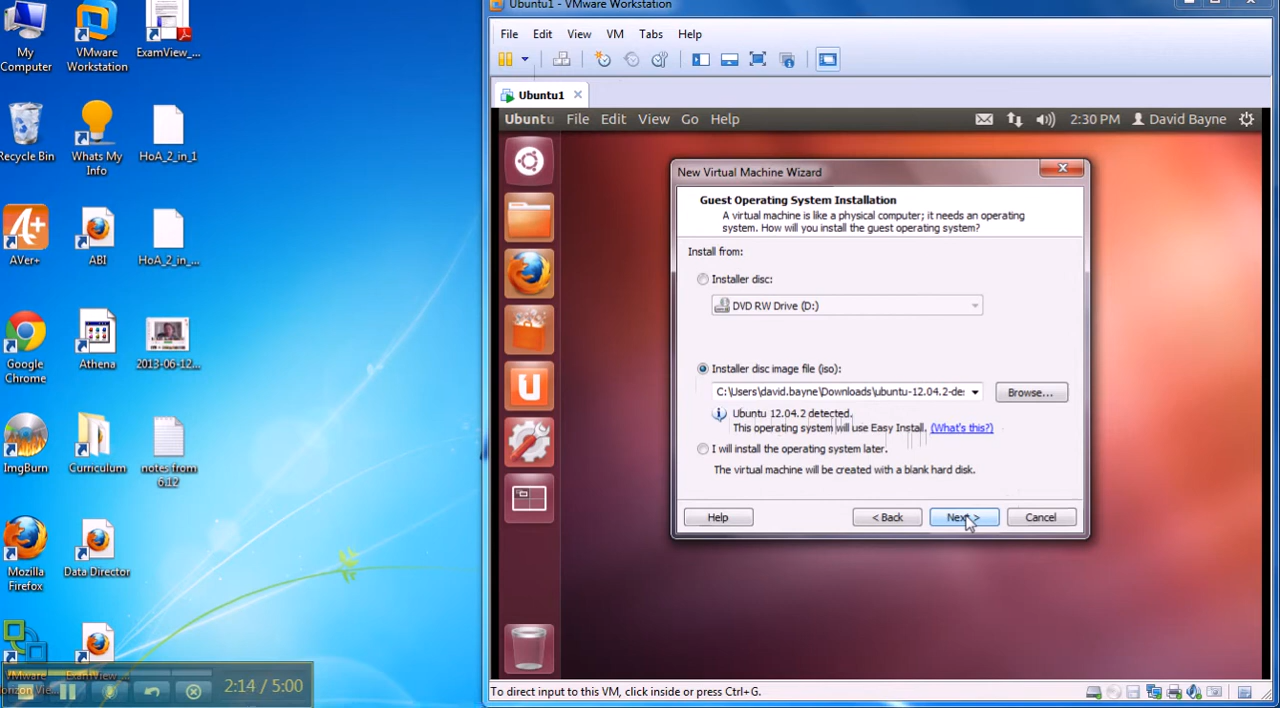 My Computer
VMware Workstation
ExamView_...
Recycle Bin
Whats My Info
HoA_2_in_1
AVer+
ABI
HoA_2_in_...
Google Chrome
Athena
2013-06-12...
ImgBurn
Curriculum
notes from 6.12
Mozilla Firefox
Data Director
VMware
ExamView_...
2:14 / 5:00
Ubuntu1 - VMware Workstation
File Edit View VM Tabs Help
Ubuntu1
Ubuntu File Edit View Go Help 2:30 PM David Bayne
New Virtual Machine Wizard
Guest Operating System Installation
A virtual machine is like a physical computer; it needs an operating
system. How will you install the guest operating system?
Install from:
Installer disc:
DVD RW Drive (D:)
Installer disc image file (iso):
C:\Users\david.bayne\Downloads\ubuntu-12.04.2-des
Browse...
Ubuntu 12.04.2 detected.
This operating system will use Easy Install. (What's this?)
I will install the operating system later.
The virtual machine will be created with a blank hard disk.
Help < Back Next > Cancel
To direct input to this VM, click inside or press Ctrl+G.